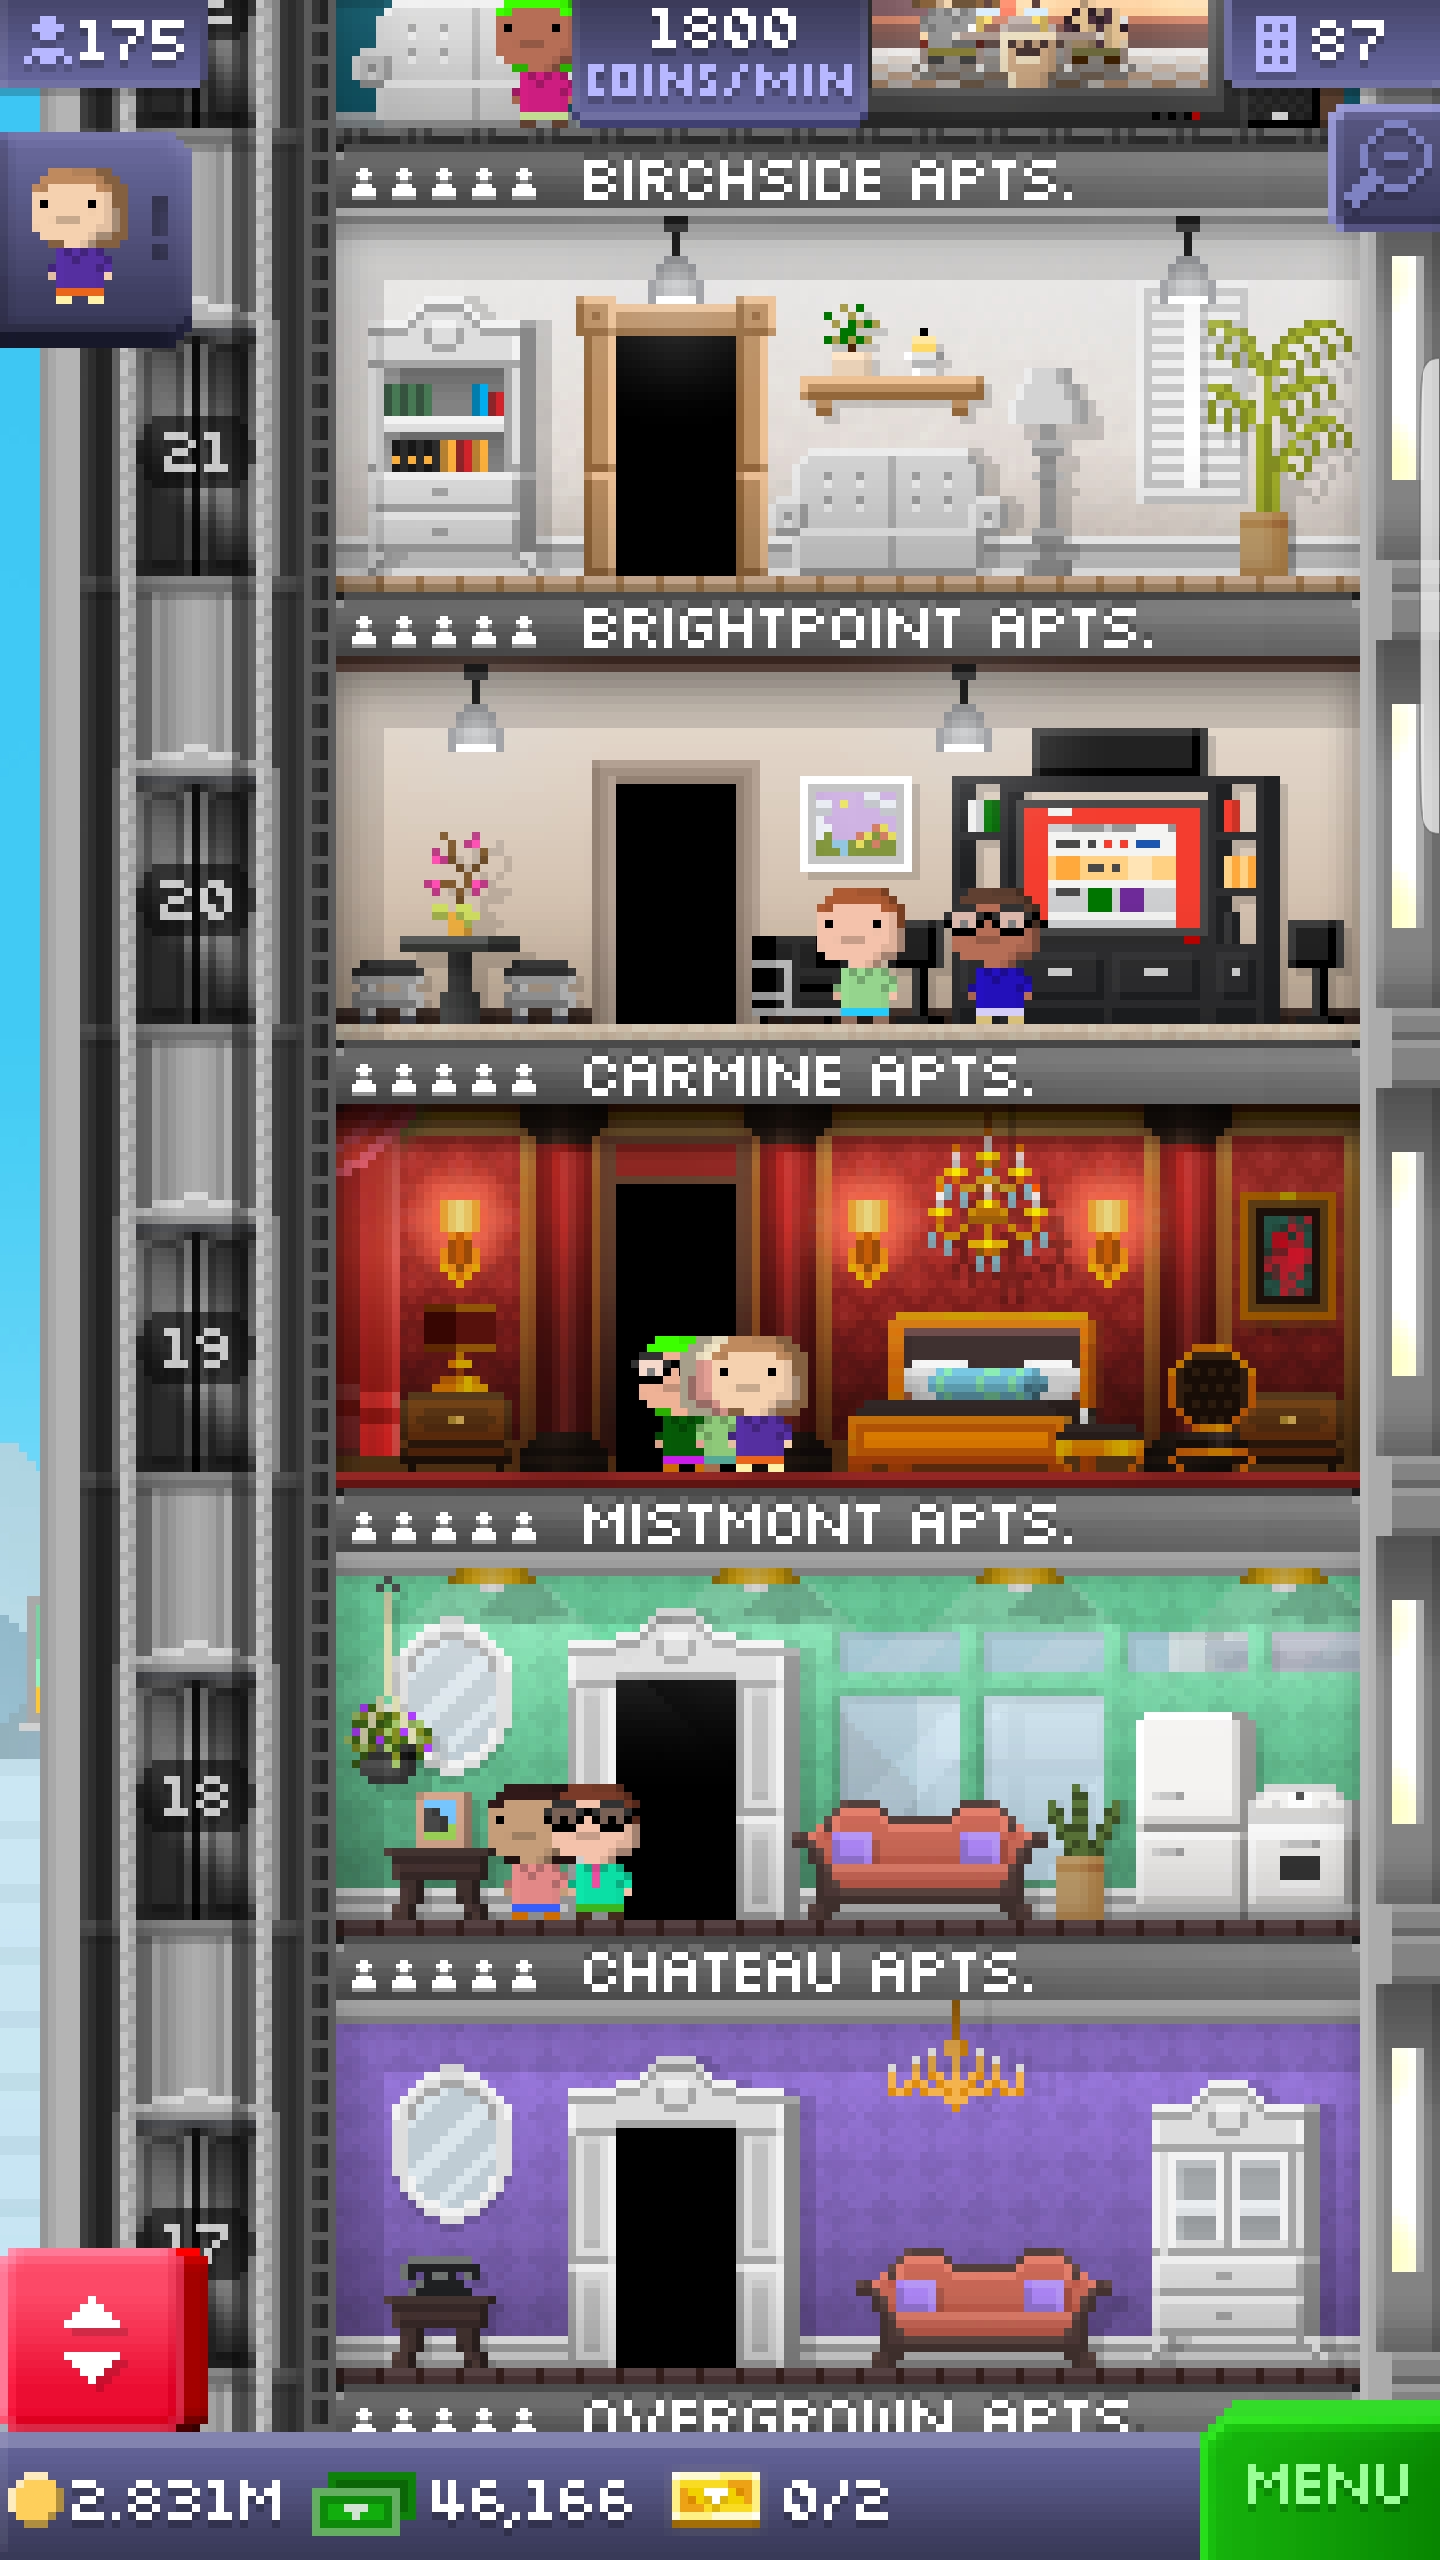 175
1800
COINS/MIN
87
!
BIRCHSIDE APTS.
21
BRIGHTPOINT APTS.
20
CARMINE APTS.
19
MISTMONT APTS.
18
CHATEAU APTS.
17
OVERGROWN APTS.
2.831M
46,166
0/2
MENU